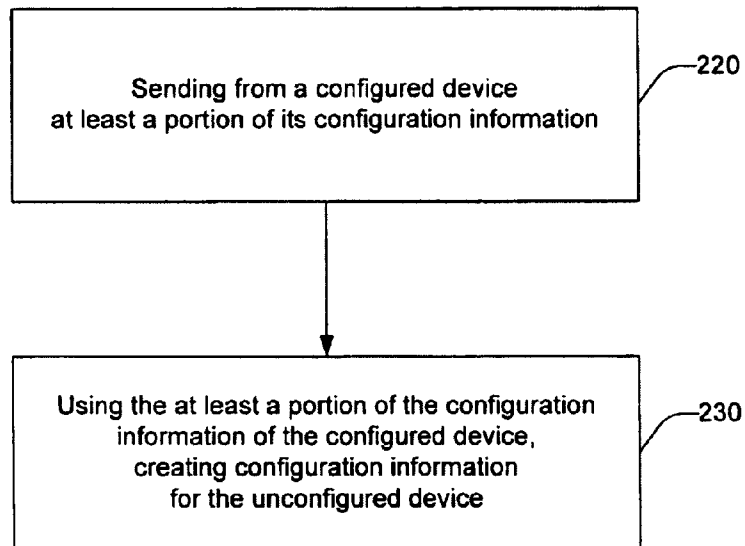 Sending from a configured device
at least a portion of its configuration information
220
Using the at least a portion of the configuration
information of the configured device,
creating configuration information
for the unconfigured device
230